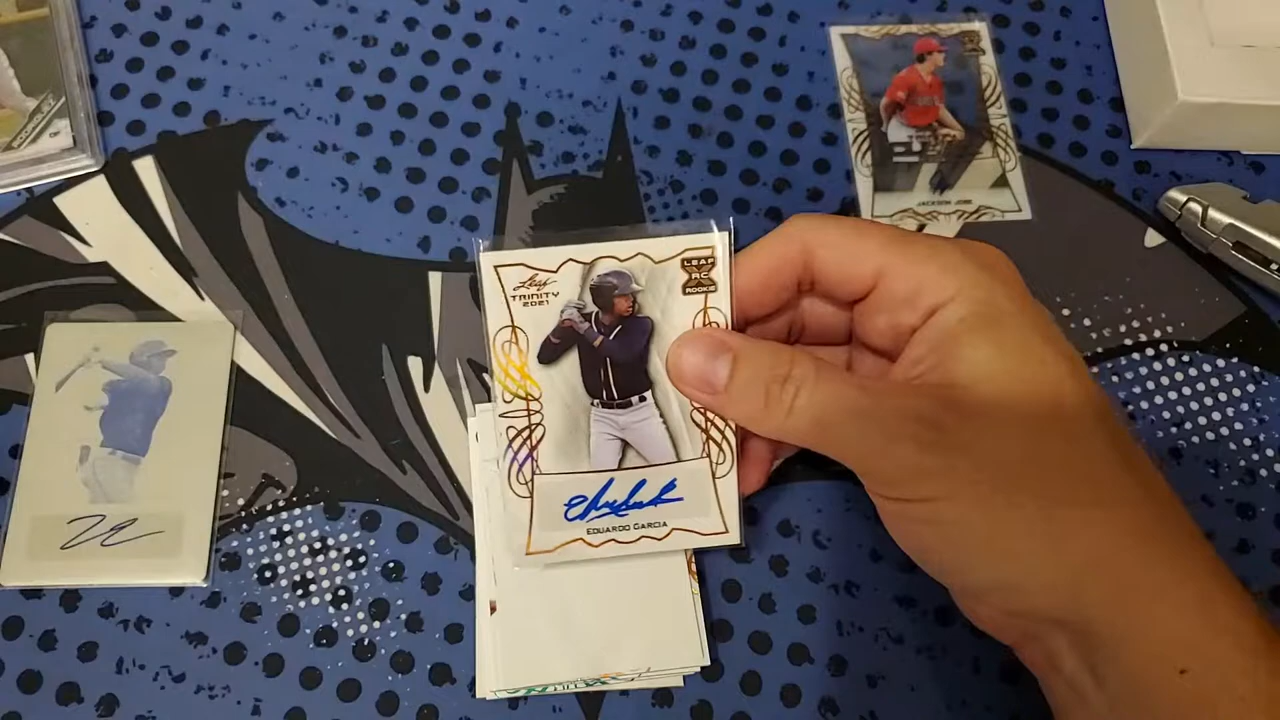 JACKSON JOBE
Leaf
TRINITY
2021
LEAF
RC
ROOKIE
EDUARDO GARCIA